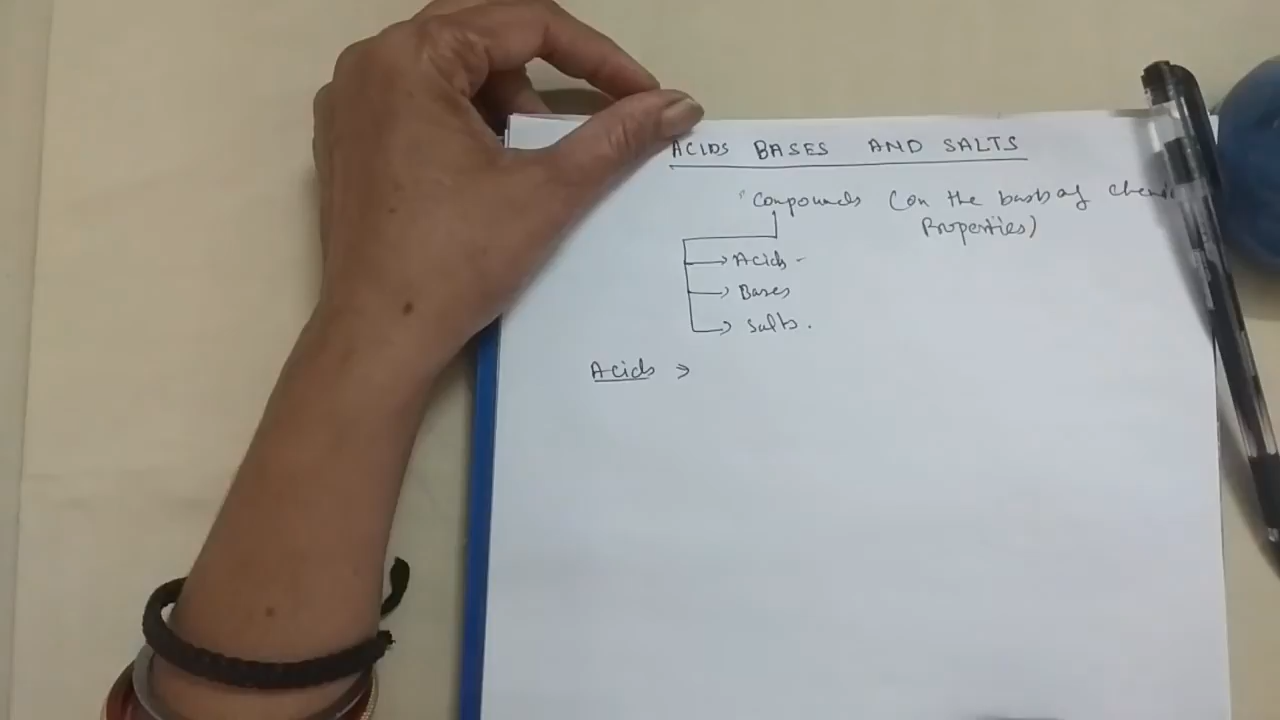 ACIDS BASES AND SALTS
Compounds (on the basis of
Properties)
→ Acids -
→ Bases
→ Salts.
Acids →